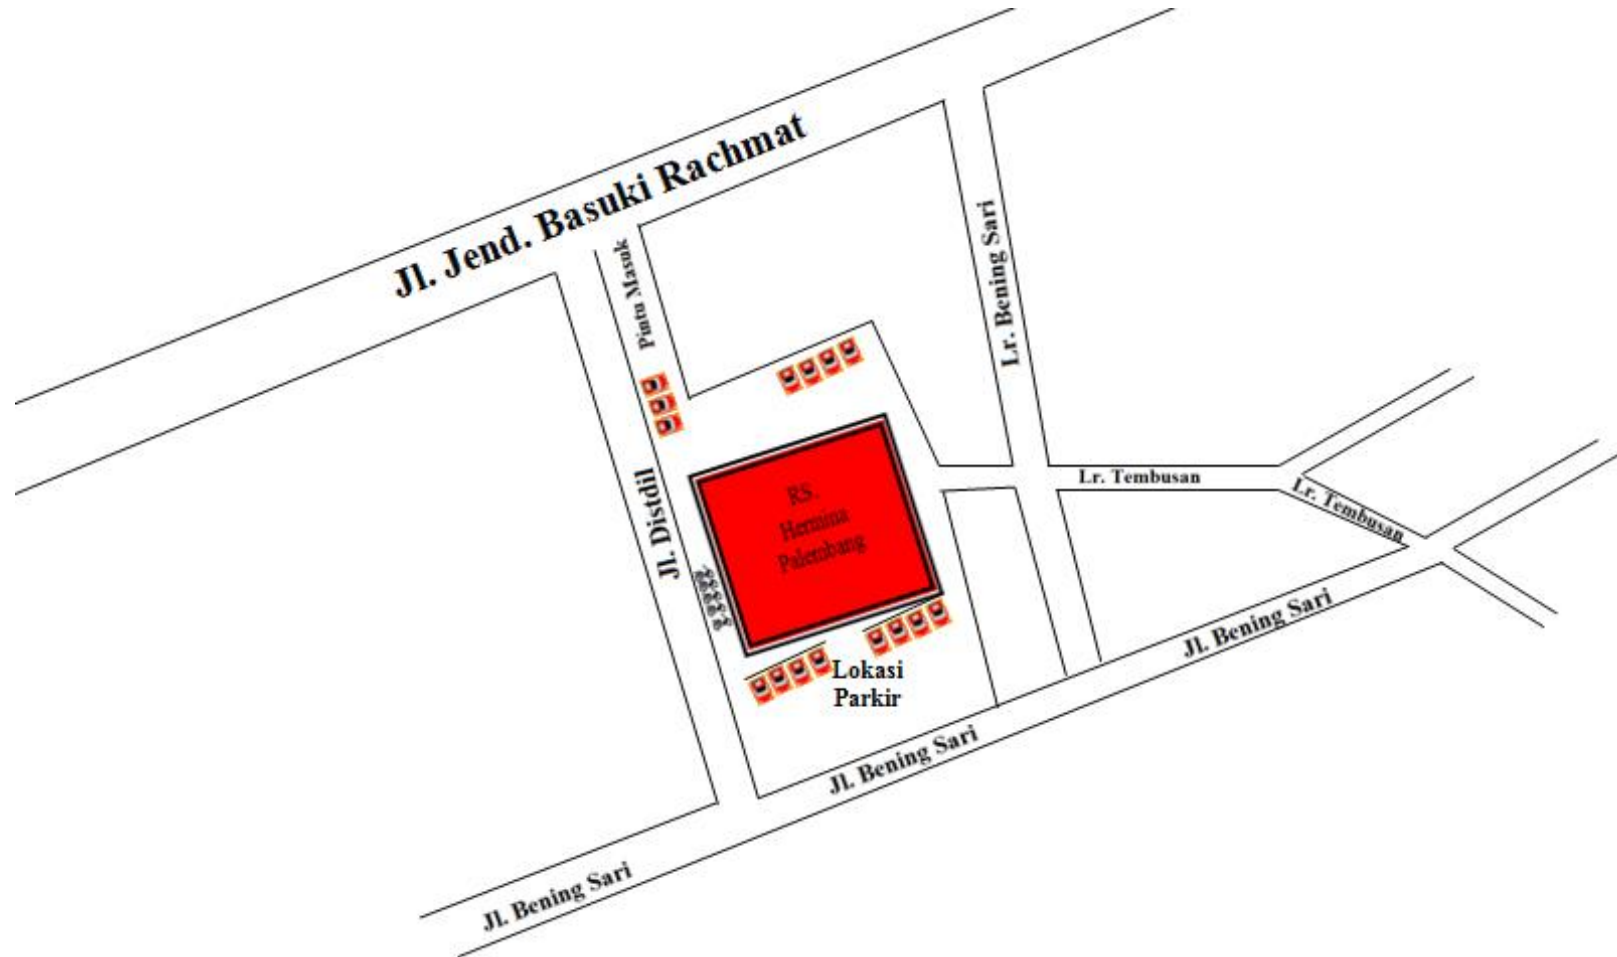 Jl. Jend. Basuki Rachmat
Pintu Masuk
Lr. Bening Sari
Jl. Distdil
RS.
Hermina
Palembang
Lr. Tembusan
Lr. Tembusan
Lokasi
Parkir
Jl. Bening Sari
Jl. Bening Sari
Jl. Bening Sari